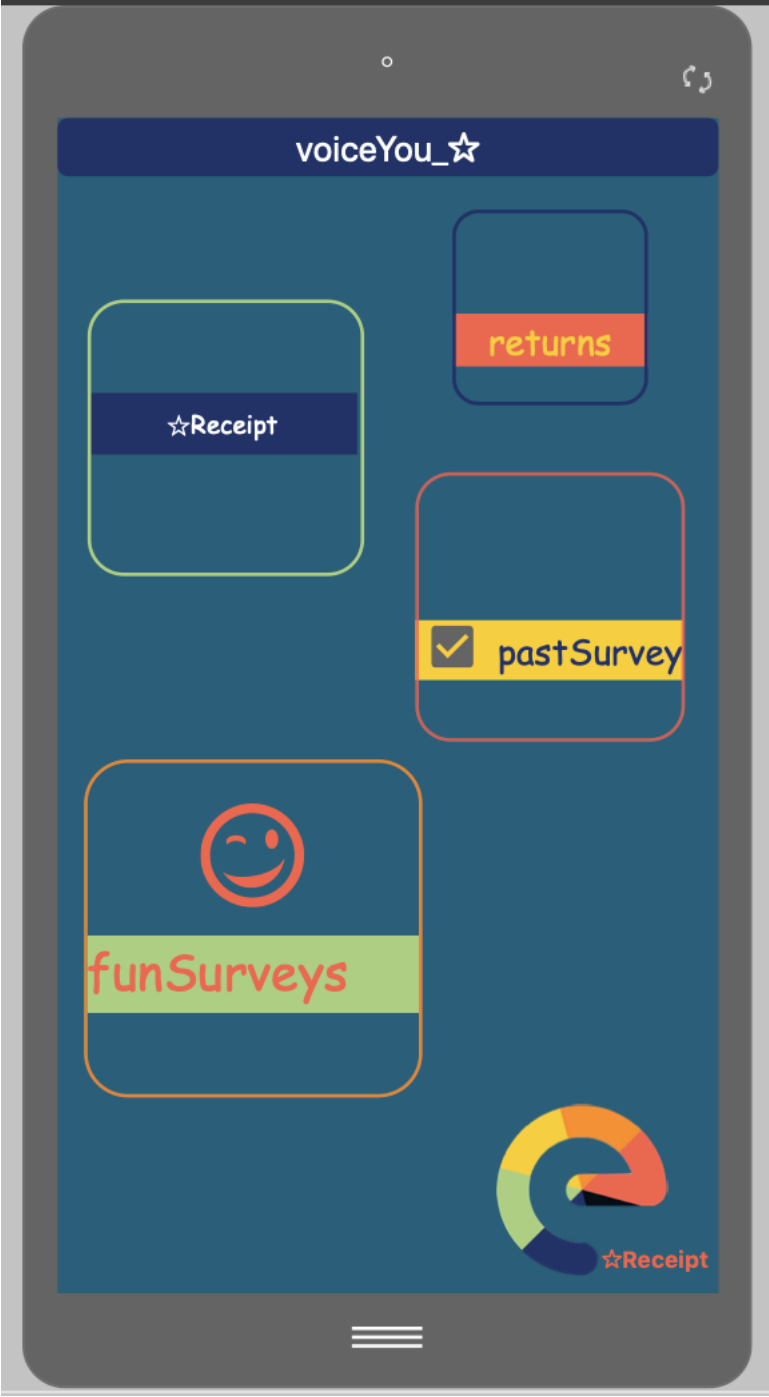 voiceYou_☆
returns
☆Receipt
pastSurvey
funSurveys
☆Receipt